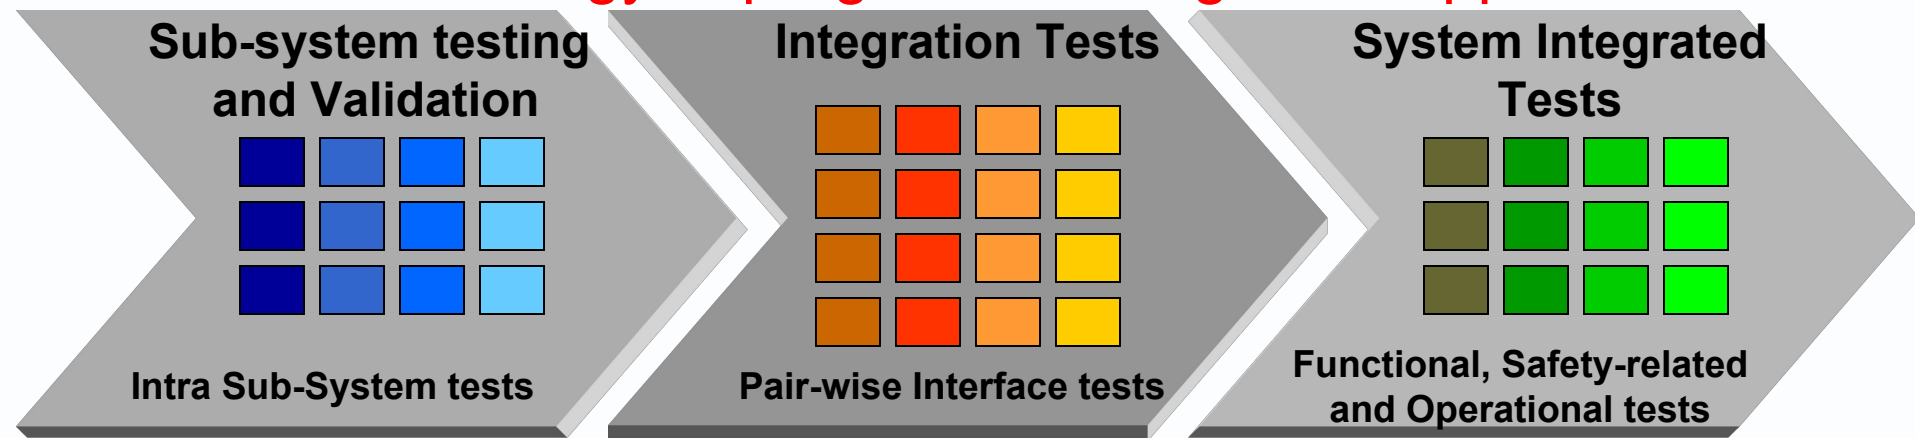 Sub-system testing
and Validation
Intra Sub-System tests
Integration Tests
Pair-wise Interface tests
System Integrated
Tests
Functional, Safety-related
and Operational tests